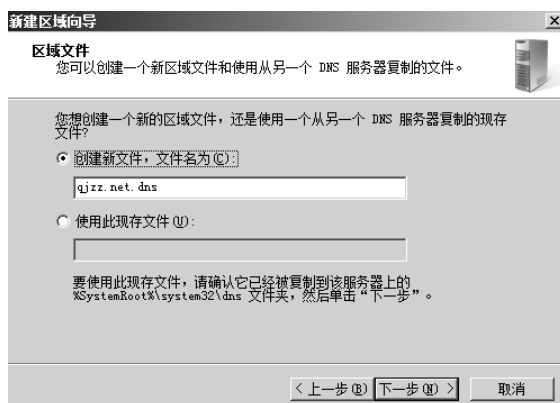 新建区域向导
区域文件
您可以创建一个新区域文件和使用从另一个 DNS 服务器复制的文件。
您想创建一个新的区域文件，还是使用一个从另一个 DNS 服务器复制的现存
文件?
创建新文件，文件名为(C):
qjzz.net.dns
使用此现存文件(U):
要使用此现存文件，请确认它已经被复制到该服务器上的
%SystemRoot%\system32\dns 文件夹，然后单击“下一步”。
< 上一步(B) 下一步(N) > 取消